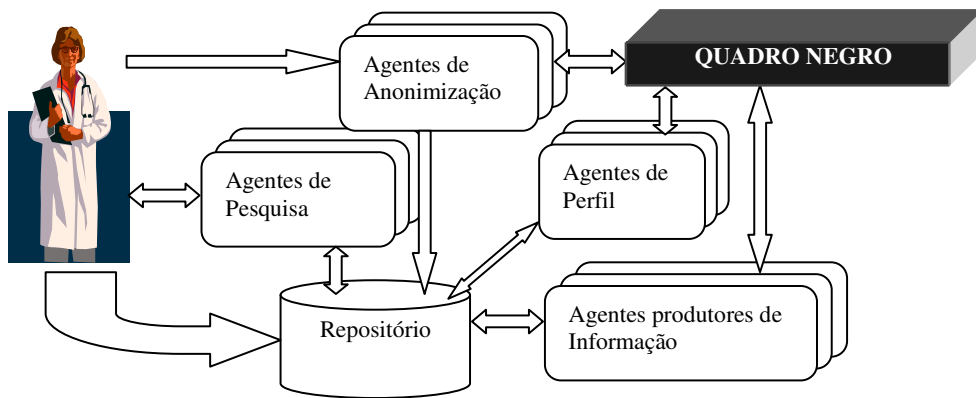 Agentes de
Anonimização
QUADRO NEGRO
Agentes de
Pesquisa
Agentes de
Perfil
Repositório
Agentes produtores de
Informação